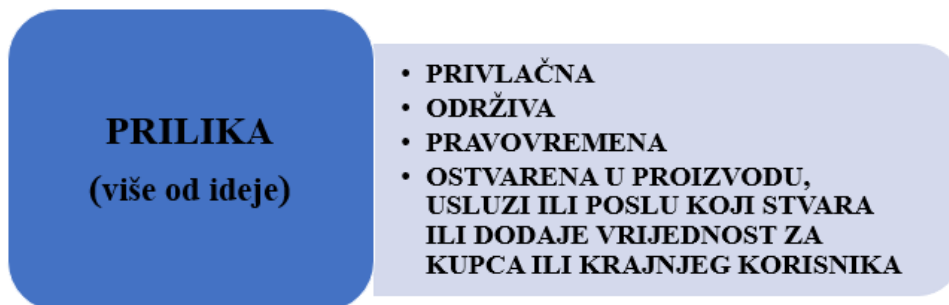 PRILIKA
(više od ideje)
• PRIVLAČNA
• ODRŽIVA
• PRAVOVREMENA
• OSTVARENA U PROIZVODU,
USLUZI ILI POSLU KOJI STVARA
ILI DODAJE VRIJEDNOST ZA
KUPCA ILI KRAJNJEG KORISNIKA